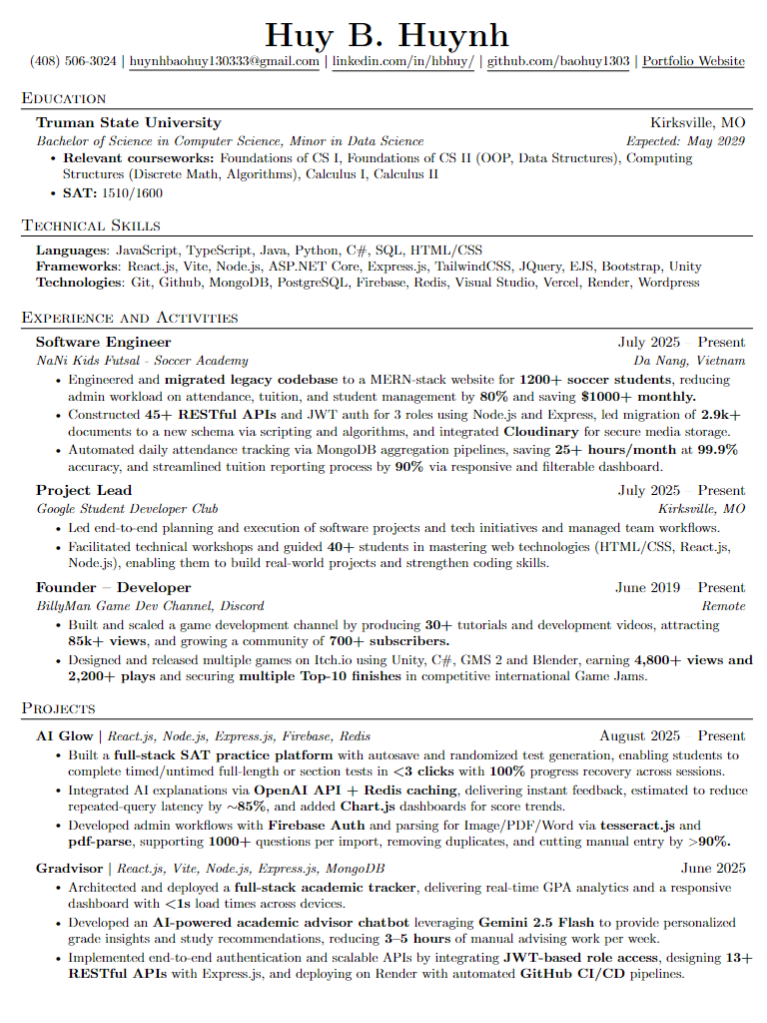 Huy B. Huynh
(408) 506-3024 | huynhbaohuy130333@gmail.com | linkedin.com/in/hbhuy/ | github.com/baohuy1303 | Portfolio Website
Education
Truman State University Kirksville, MO
Bachelor of Science in Computer Science, Minor in Data Science Expected: May 2029
• Relevant courseworks: Foundations of CS I, Foundations of CS II (OOP, Data Structures), Computing
Structures (Discrete Math, Algorithms), Calculus I, Calculus II
• SAT: 1510/1600
Technical Skills
Languages: JavaScript, TypeScript, Java, Python, C#, SQL, HTML/CSS
Frameworks: React.js, Vite, Node.js, ASP.NET Core, Express.js, TailwindCSS, JQuery, EJS, Bootstrap, Unity
Technologies: Git, Github, MongoDB, PostgreSQL, Firebase, Redis, Visual Studio, Vercel, Render, Wordpress
Experience and Activities
Software Engineer July 2025 – Present
NaNi Kids Futsal - Soccer Academy Da Nang, Vietnam
• Engineered and migrated legacy codebase to a MERN-stack website for 1200+ soccer students, reducing
admin workload on attendance, tuition, and student management by 80% and saving $1000+ monthly.
• Constructed 45+ RESTful APIs and JWT auth for 3 roles using Node.js and Express, led migration of 2.9k+
documents to a new schema via scripting and algorithms, and integrated Cloudinary for secure media storage.
• Automated daily attendance tracking via MongoDB aggregation pipelines, saving 25+ hours/month at 99.9%
accuracy, and streamlined tuition reporting process by 90% via responsive and filterable dashboard.
Project Lead July 2025 – Present
Google Student Developer Club Kirksville, MO
• Led end-to-end planning and execution of software projects and tech initiatives and managed team workflows.
• Facilitated technical workshops and guided 40+ students in mastering web technologies (HTML/CSS, React.js,
Node.js), enabling them to build real-world projects and strengthen coding skills.
Founder – Developer June 2019 – Present
BillyMan Game Dev Channel, Discord Remote
• Built and scaled a game development channel by producing 30+ tutorials and development videos, attracting
85k+ views, and growing a community of 700+ subscribers.
• Designed and released multiple games on Itch.io using Unity, C#, GMS 2 and Blender, earning 4,800+ views and
2,200+ plays and securing multiple Top-10 finishes in competitive international Game Jams.
Projects
AI Glow | React.js, Node.js, Express.js, Firebase, Redis August 2025 – Present
• Built a full-stack SAT practice platform with autosave and randomized test generation, enabling students to
complete timed/untimed full-length or section tests in <3 clicks with 100% progress recovery across sessions.
• Integrated AI explanations via OpenAI API + Redis caching, delivering instant feedback, estimated to reduce
repeated-query latency by ~85%, and added Chart.js dashboards for score trends.
• Developed admin workflows with Firebase Auth and parsing for Image/PDF/Word via tesseract.js and
pdf-parse, supporting 1000+ questions per import, removing duplicates, and cutting manual entry by >90%.
Gradvisor | React.js, Vite, Node.js, Express.js, MongoDB June 2025
• Architected and deployed a full-stack academic tracker, delivering real-time GPA analytics and a responsive
dashboard with <1s load times across devices.
• Developed an AI-powered academic advisor chatbot leveraging Gemini 2.5 Flash to provide personalized
grade insights and study recommendations, reducing 3–5 hours of manual advising work per week.
• Implemented end-to-end authentication and scalable APIs by integrating JWT-based role access, designing 13+
RESTful APIs with Express.js, and deploying on Render with automated GitHub CI/CD pipelines.